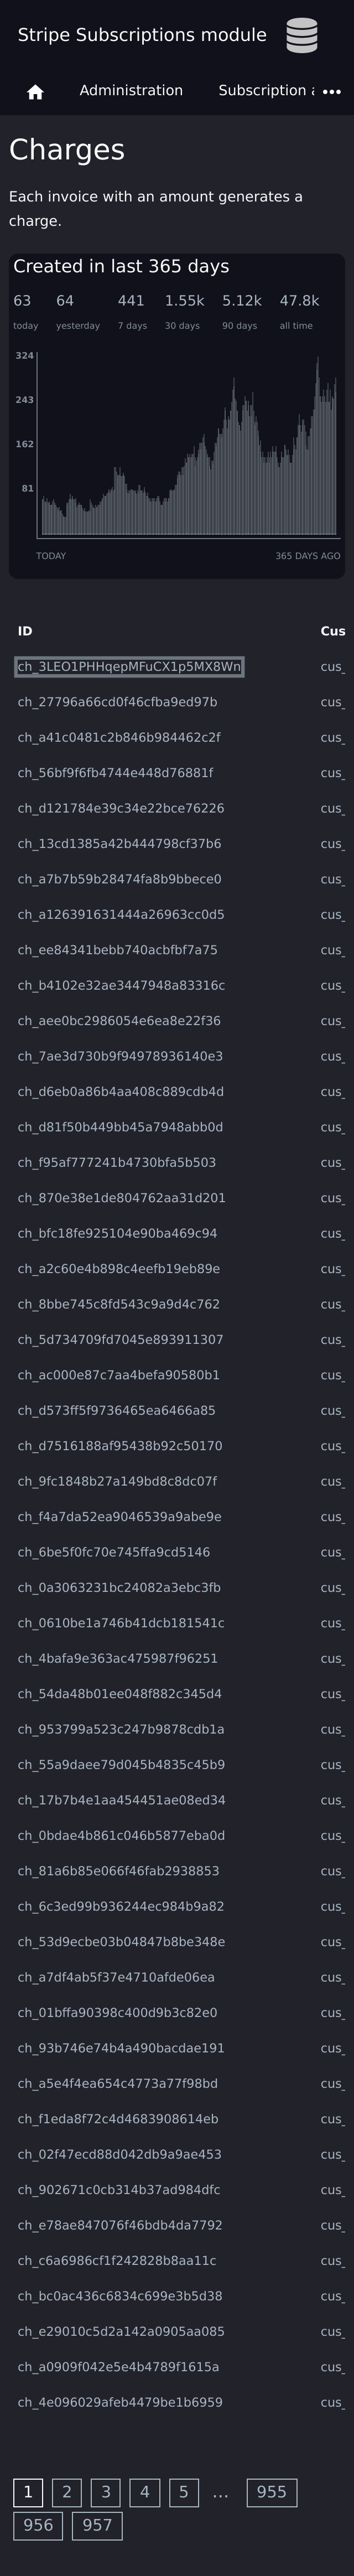 Stripe Subscriptions module
Administration Subscription a
Charges
Each invoice with an amount generates a
charge.
Created in last 365 days
63 64 441 1.55k 5.12k 47.8k
today yesterday 7 days 30 days 90 days all time
324
243
162
81
TODAY 365 DAYS AGO
ID Cus
ch_3LEO1PHHqepMFuCX1p5MX8Wn cus_
ch_27796a66cd0f46cfba9ed97b cus_
ch_a41c0481c2b846b984462c2f cus_
ch_56bf9f6fb4744e448d76881f cus_
ch_d121784e39c34e22bce76226 cus_
ch_13cd1385a42b444798cf37b6 cus_
ch_a7b7b59b28474fa8b9bbece0 cus_
ch_a126391631444a26963cc0d5 cus_
ch_ee84341bebb740acbfbf7a75 cus_
ch_b4102e32ae3447948a83316c cus_
ch_aee0bc2986054e6ea8e22f36 cus_
ch_7ae3d730b9f94978936140e3 cus_
ch_d6eb0a86b4aa408c889cdb4d cus_
ch_d81f50b449bb45a7948abb0d cus_
ch_f95af777241b4730bfa5b503 cus_
ch_870e38e1de804762aa31d201 cus_
ch_bfc18fe925104e90ba469c94 cus_
ch_a2c60e4b898c4eefb19eb89e cus_
ch_8bbe745c8fd543c9a9d4c762 cus_
ch_5d734709fd7045e893911307 cus_
ch_ac000e87c7aa4befa90580b1 cus_
ch_d573ff5f9736465ea6466a85 cus_
ch_d7516188af95438b92c50170 cus_
ch_9fc1848b27a149bd8c8dc07f cus_
ch_f4a7da52ea9046539a9abe9e cus_
ch_6be5f0fc70e745ffa9cd5146 cus_
ch_0a3063231bc24082a3ebc3fb cus_
ch_0610be1a746b41dcb181541c cus_
ch_4bafa9e363ac475987f96251 cus_
ch_54da48b01ee048f882c345d4 cus_
ch_953799a523c247b9878cdb1a cus_
ch_55a9daee79d045b4835c45b9 cus_
ch_17b7b4e1aa454451ae08ed34 cus_
ch_0bdae4b861c046b5877eba0d cus_
ch_81a6b85e066f46fab2938853 cus_
ch_6c3ed99b936244ec984b9a82 cus_
ch_53d9ecbe03b04847b8be348e cus_
ch_a7df4ab5f37e4710afde06ea cus_
ch_01bffa90398c400d9b3c82e0 cus_
ch_93b746e74b4a490bacdae191 cus_
ch_a5e4f4ea654c4773a77f98bd cus_
ch_f1eda8f72c4d4683908614eb cus_
ch_02f47ecd88d042db9a9ae453 cus_
ch_902671c0cb314b37ad984dfc cus_
ch_e78ae847076f46bdb4da7792 cus_
ch_c6a6986cf1f242828b8aa11c cus_
ch_bc0ac436c6834c699e3b5d38 cus_
ch_e29010c5d2a142a0905aa085 cus_
ch_a0909f042e5e4b4789f1615a cus_
ch_4e096029afeb4479be1b6959 cus_
1 2 3 4 5 ... 955
956 957